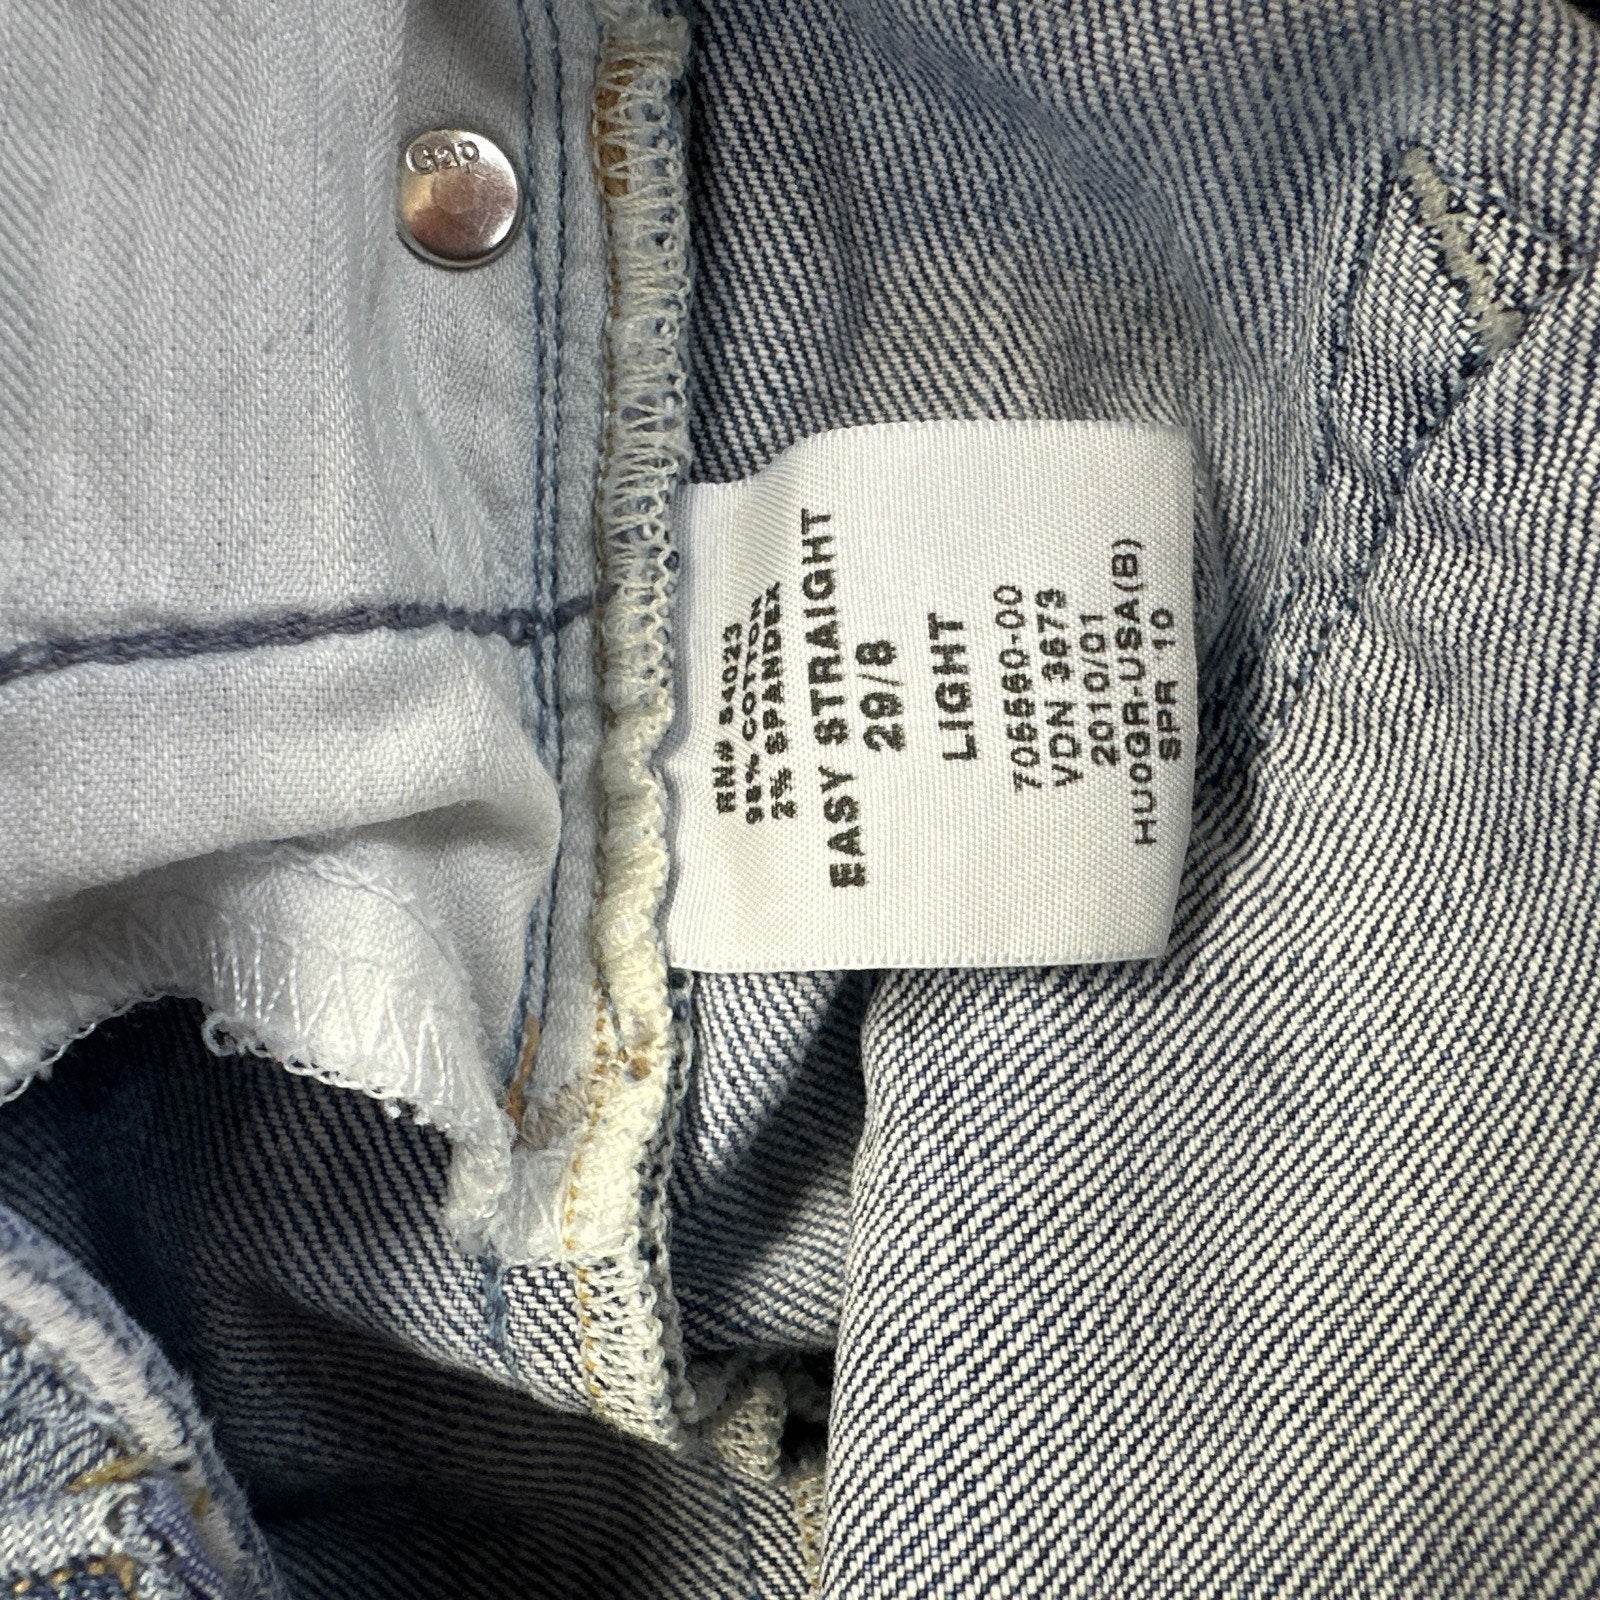 Gap
RN# 54023
98% COTTON
2% SPANDEX
EASY STRAIGHT
29/8
LIGHT
705560-00
VDN 3673
2010/01
HU0GR-USA(B)
SPR 10